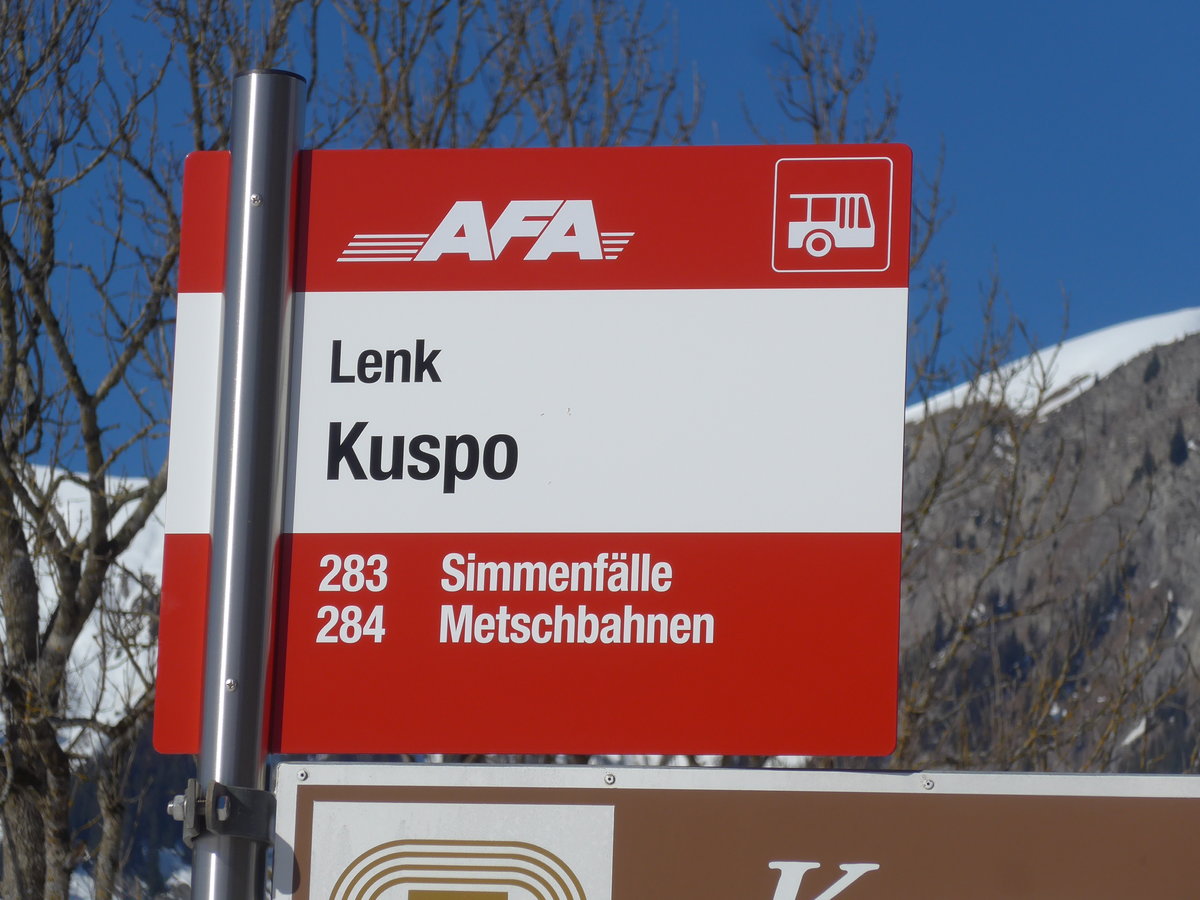 AFA
Lenk
Kuspo
283 Simmenfälle
284 Metschbahnen
K